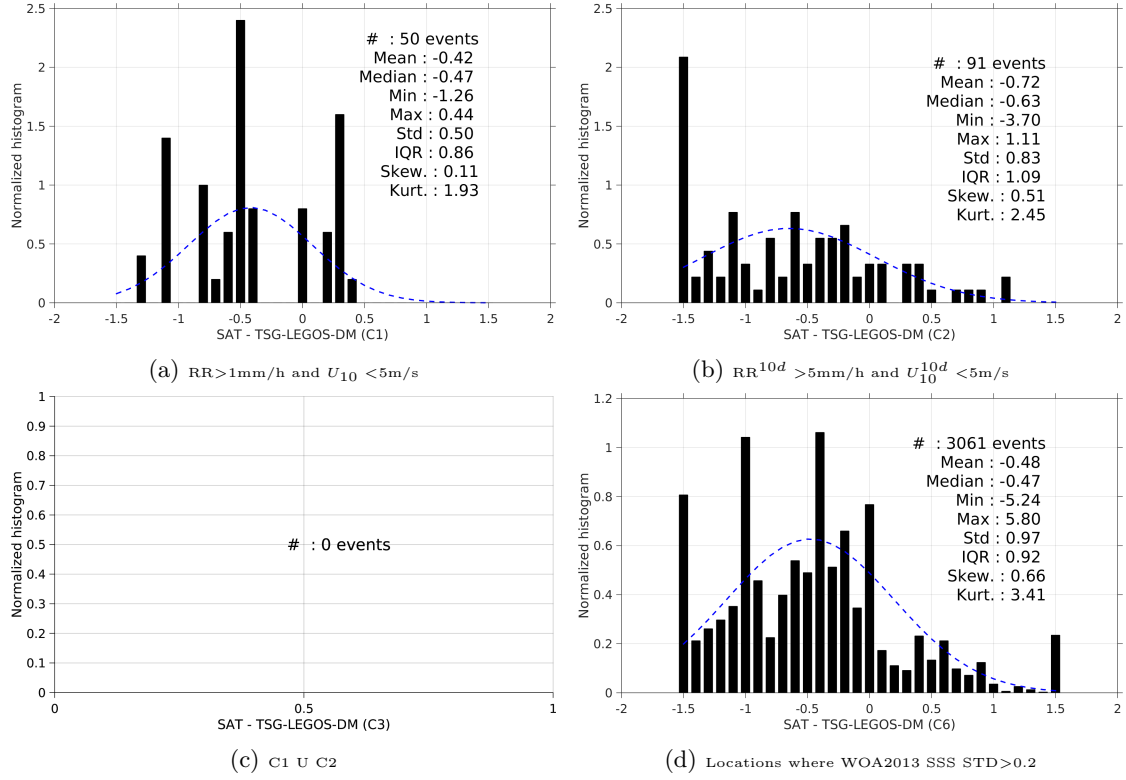 2.5
2
1.5
1
0.5
0
-2 -1.5 -1 -0.5 0 0.5 1 1.5 2
Normalized histogram
SAT - TSG-LEGOS-DM (C1)
# : 50 events
Mean : -0.42
Median : -0.47
Min : -1.26
Max : 0.44
Std : 0.50
IQR : 0.86
Skew. : 0.11
Kurt. : 1.93
(a) RR>1mm/h and U10 <5m/s
2.5
2
1.5
1
0.5
0
-2 -1.5 -1 -0.5 0 0.5 1 1.5 2
Normalized histogram
SAT - TSG-LEGOS-DM (C2)
# : 91 events
Mean : -0.72
Median : -0.63
Min : -3.70
Max : 1.11
Std : 0.83
IQR : 1.09
Skew. : 0.51
Kurt. : 2.45
(b) RR10d >5mm/h and U10d10 <5m/s
1
0.9
0.8
0.7
0.6
0.5
0.4
0.3
0.2
0.1
0
0 0.5 1
Normalized histogram
SAT - TSG-LEGOS-DM (C3)
# : 0 events
(c) C1 U C2
1.2
1
0.8
0.6
0.4
0.2
0
-2 -1.5 -1 -0.5 0 0.5 1 1.5 2
Normalized histogram
SAT - TSG-LEGOS-DM (C6)
# : 3061 events
Mean : -0.48
Median : -0.47
Min : -5.24
Max : 5.80
Std : 0.97
IQR : 0.92
Skew. : 0.66
Kurt. : 3.41
(d) Locations where WOA2013 SSS STD>0.2